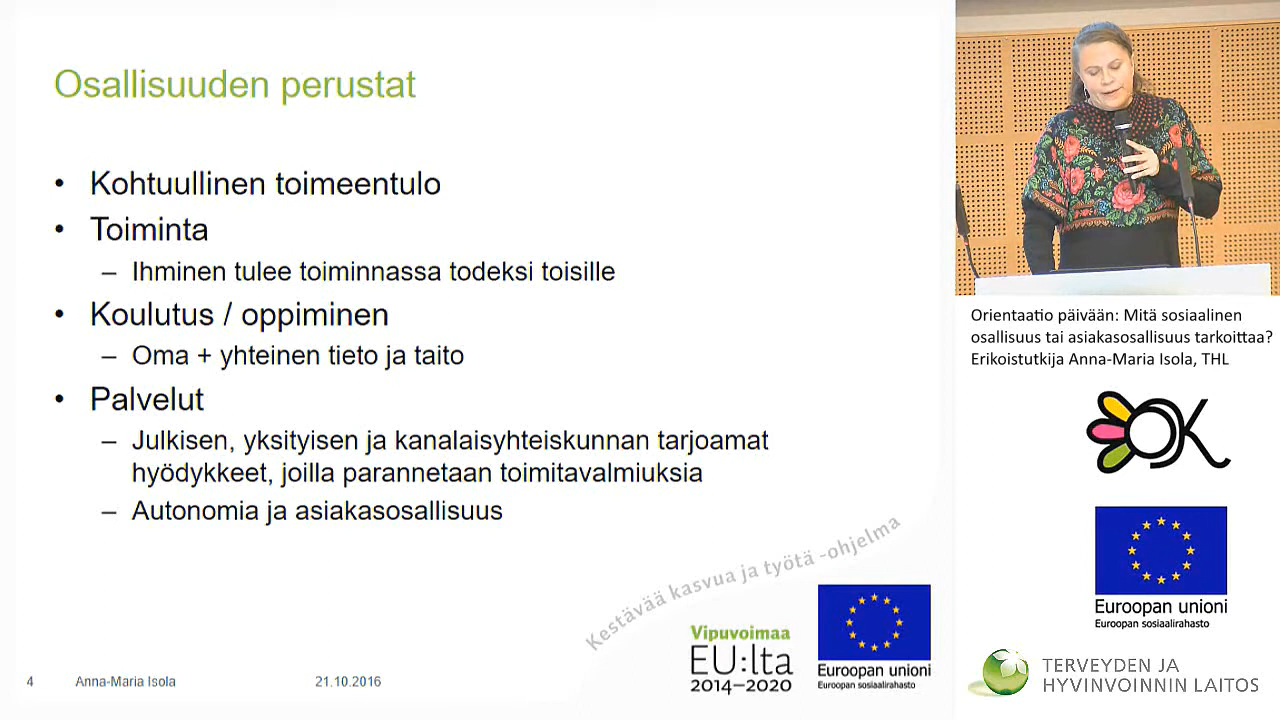 Osallisuuden perustat
• Kohtuullinen toimeentulo
• Toiminta
– Ihminen tulee toiminnassa todeksi toisille
• Koulutus / oppiminen
– Oma + yhteinen tieto ja taito
• Palvelut
– Julkisen, yksityisen ja kanalaisyhteiskunnan tarjoamat
hyödykkeet, joilla parannetaan toimitavalmiuksia
– Autonomia ja asiakasosallisuus
Kestävää kasvua ja työtä -ohjelma
Vipuvoimaa
EU:lta
2014–2020
Euroopan unioni
Euroopan sosiaalirahasto
4 Anna-Maria Isola 21.10.2016
Orientaatio päivään: Mitä sosiaalinen
osallisuus tai asiakasosallisuus tarkoittaa?
Erikoistutkija Anna-Maria Isola, THL
OK
Euroopan unioni
Euroopan sosiaalirahasto
TERVEYDEN JA
HYVINVOINNIN LAITOS